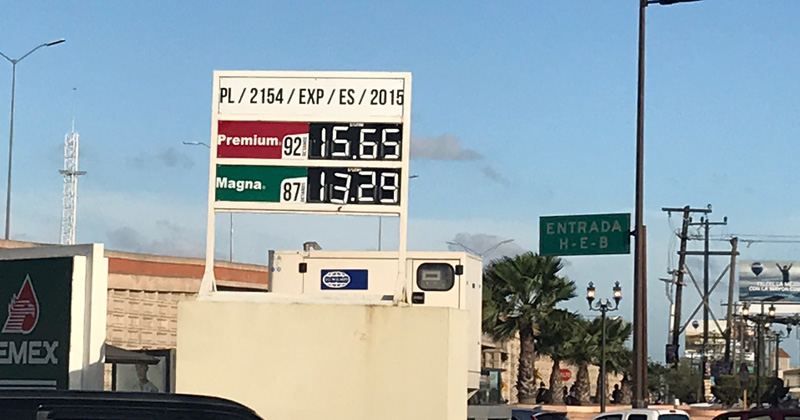 PL / 2154 / EXP / ES / 2015
Premium 92 15.65
Magna 87 13.29
ENTRADA
H-E-B
EMEX